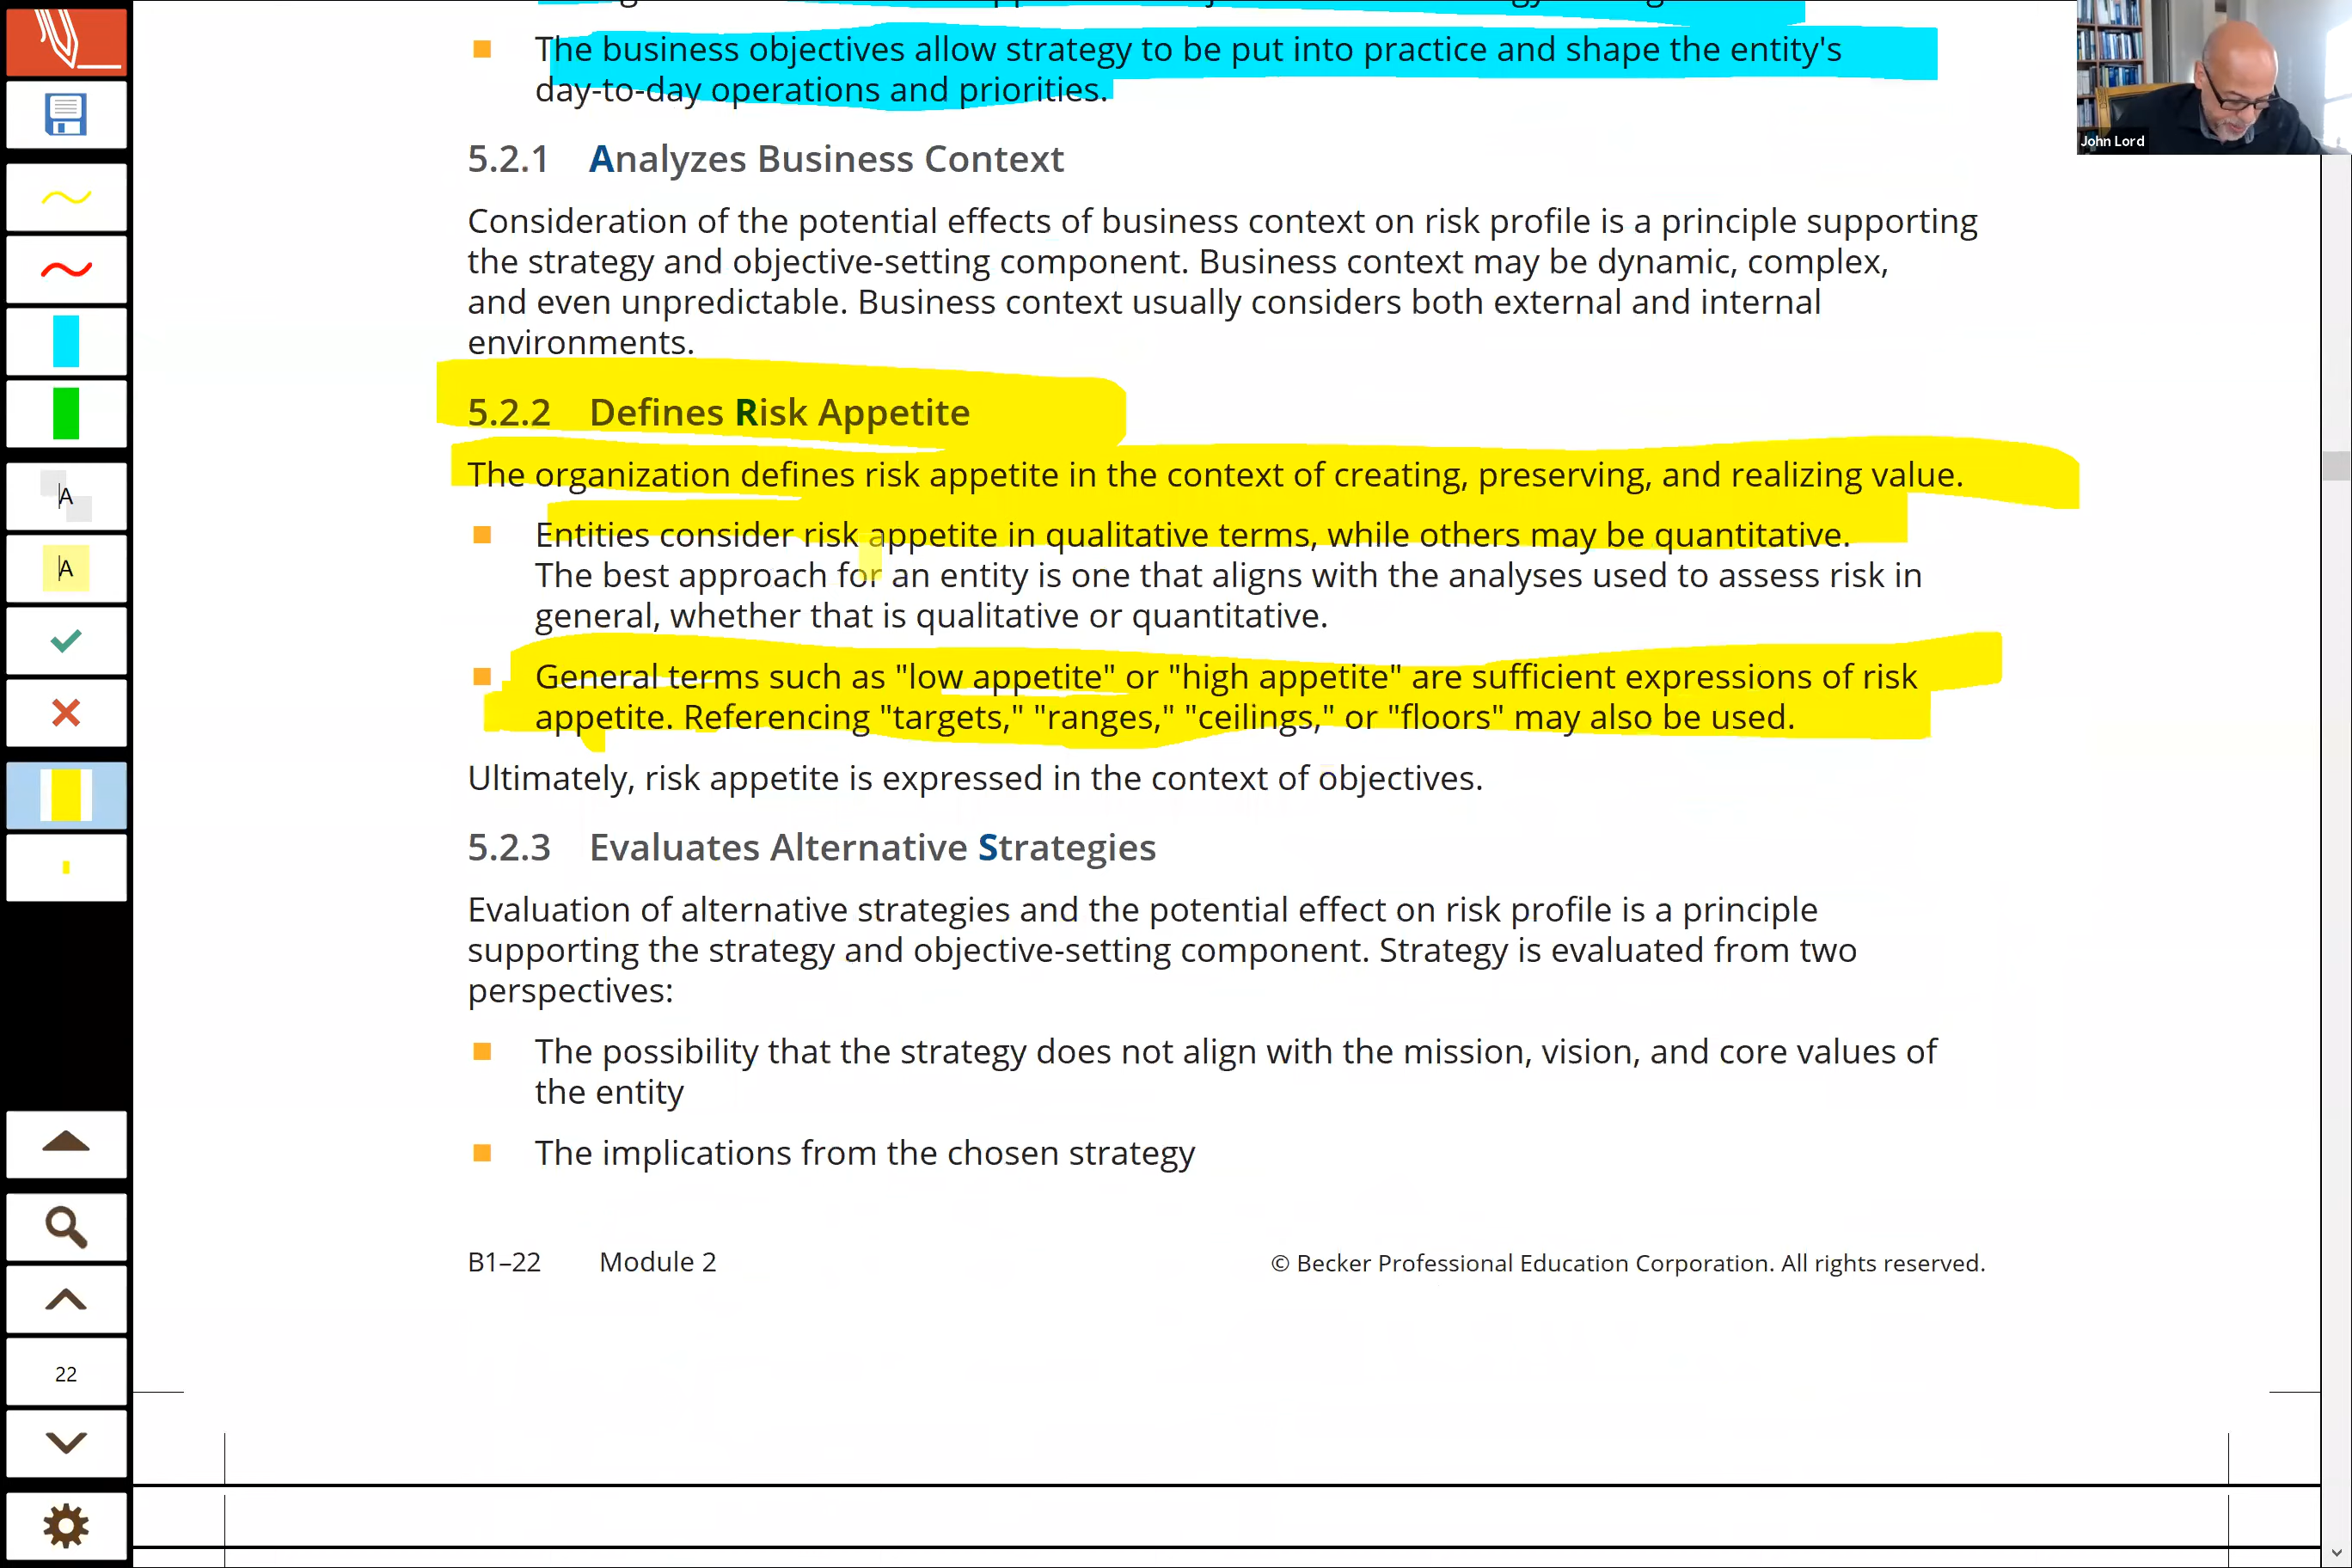 The business objectives allow strategy to be put into practice and shape the entity's
day-to-day operations and priorities.
John Lord
5.2.1 Analyzes Business Context
Consideration of the potential effects of business context on risk profile is a principle supporting
the strategy and objective-setting component. Business context may be dynamic, complex,
and even unpredictable. Business context usually considers both external and internal
environments.
5.2.2 Defines Risk Appetite
The organization defines risk appetite in the context of creating, preserving, and realizing value.
Entities consider risk appetite in qualitative terms, while others may be quantitative.
The best approach for an entity is one that aligns with the analyses used to assess risk in
general, whether that is qualitative or quantitative.
General terms such as "low appetite" or "high appetite" are sufficient expressions of risk
appetite. Referencing "targets," "ranges," "ceilings," or "floors" may also be used.
Ultimately, risk appetite is expressed in the context of objectives.
5.2.3 Evaluates Alternative Strategies
Evaluation of alternative strategies and the potential effect on risk profile is a principle
supporting the strategy and objective-setting component. Strategy is evaluated from two
perspectives:
The possibility that the strategy does not align with the mission, vision, and core values of
the entity
The implications from the chosen strategy
B1–22 Module 2 © Becker Professional Education Corporation. All rights reserved.
A
A
22